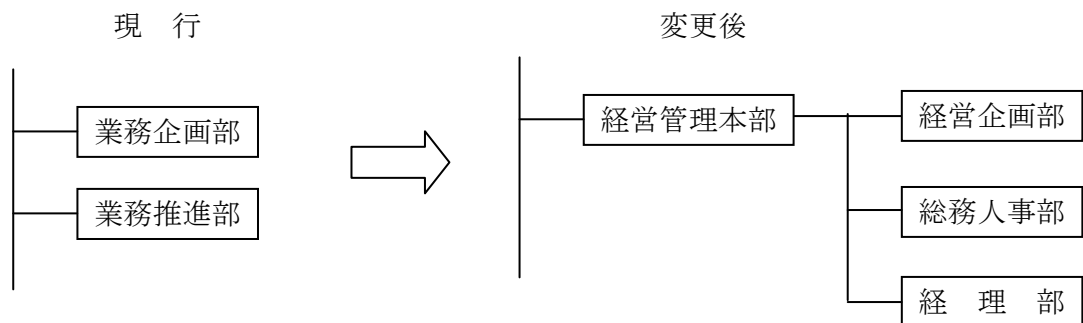 現　行
変更後
業務企画部
業務推進部
経営管理本部
経営企画部
総務人事部
経　理　部